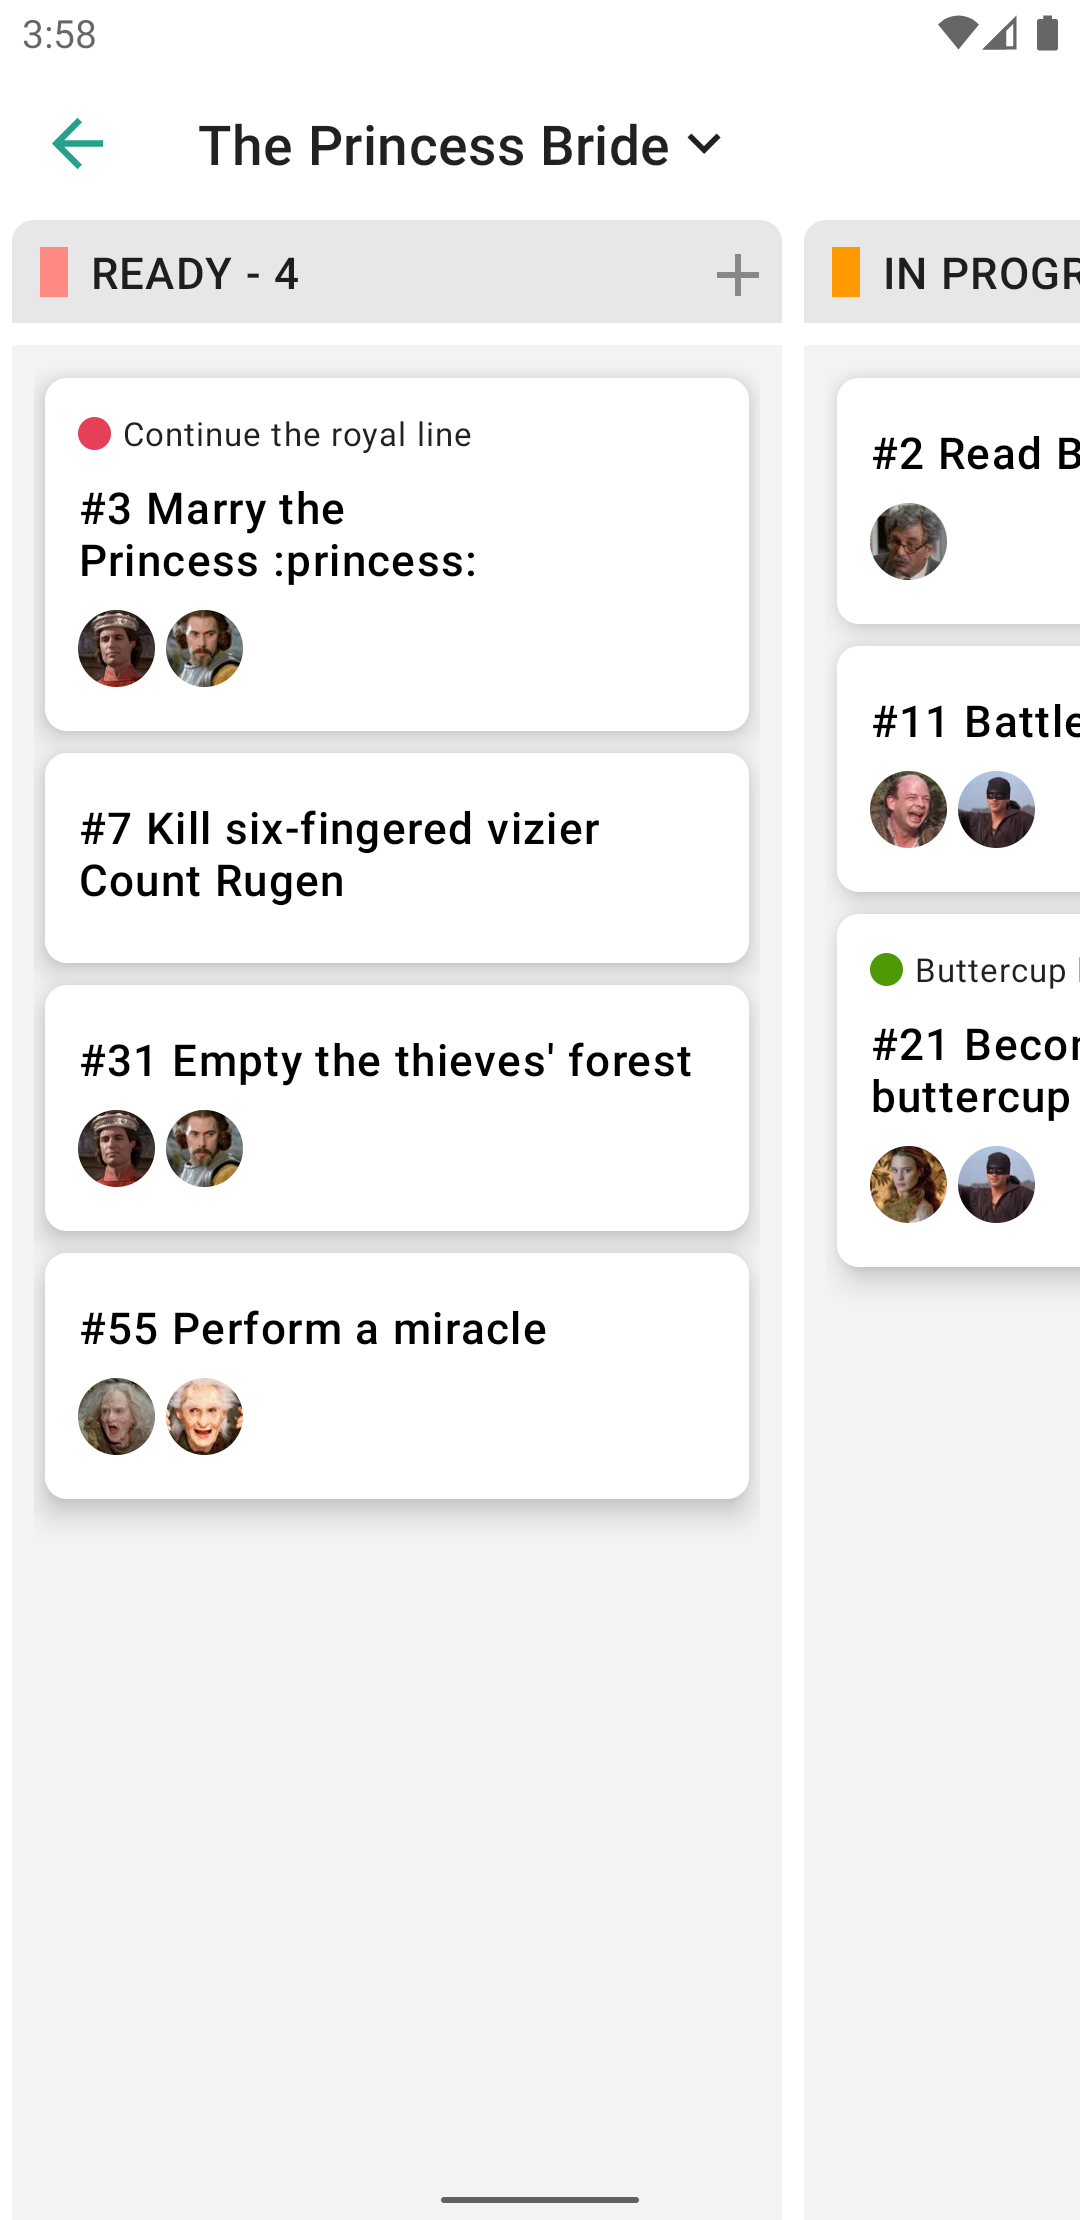 3:58
The Princess Bride
READY - 4
Continue the royal line
#3 Marry the
Princess :princess:
#7 Kill six-fingered vizier
Count Rugen
#31 Empty the thieves' forest
#55 Perform a miracle
IN PROGR
#2 Read B
#11 Battle
Buttercup
#21 Becom
buttercup